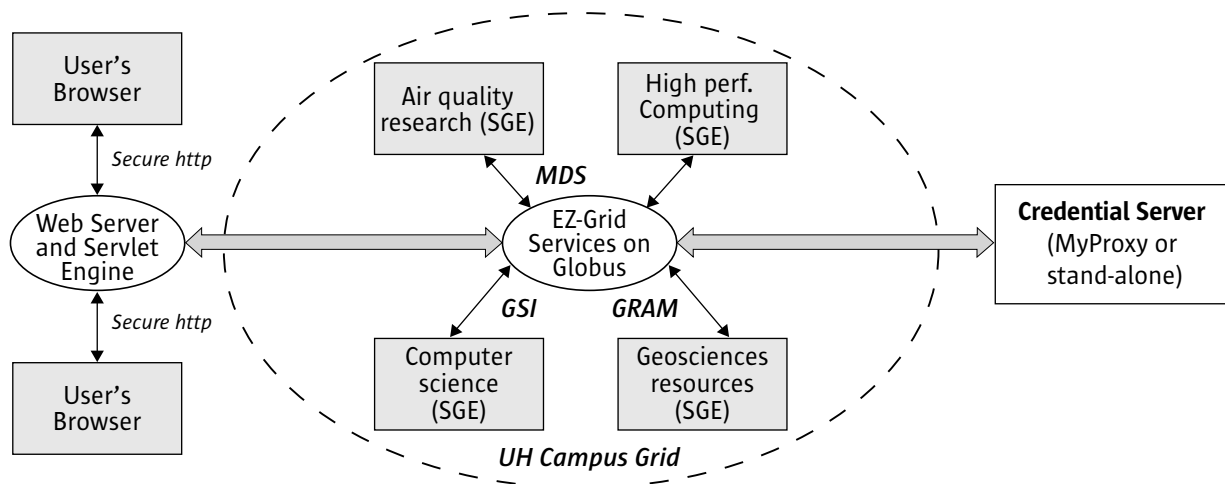 User's
Browser
Secure http
Web Server
and Servlet
Engine
Secure http
User's
Browser
Air quality
research (SGE)
High perf.
Computing
(SGE)
MDS
EZ-Grid
Services on
Globus
GSI
GRAM
Computer
science
(SGE)
Geosciences
resources
(SGE)
UH Campus Grid
Credential Server
(MyProxy or
stand-alone)